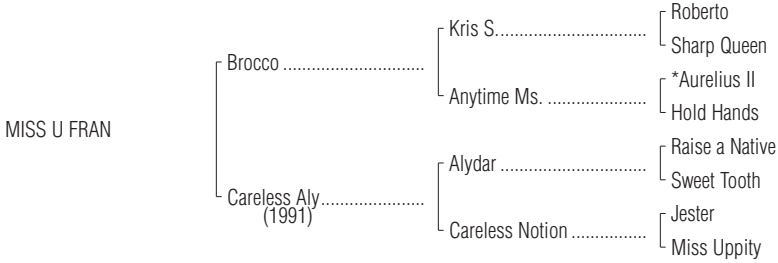 Roberto
Kris S.
Sharp Queen
Brocco
*Aurelius II
Anytime Ms.
Hold Hands
MISS U FRAN
Raise a Native
Alydar
Sweet Tooth
Careless Aly
(1991)
Jester
Careless Notion
Miss Uppity